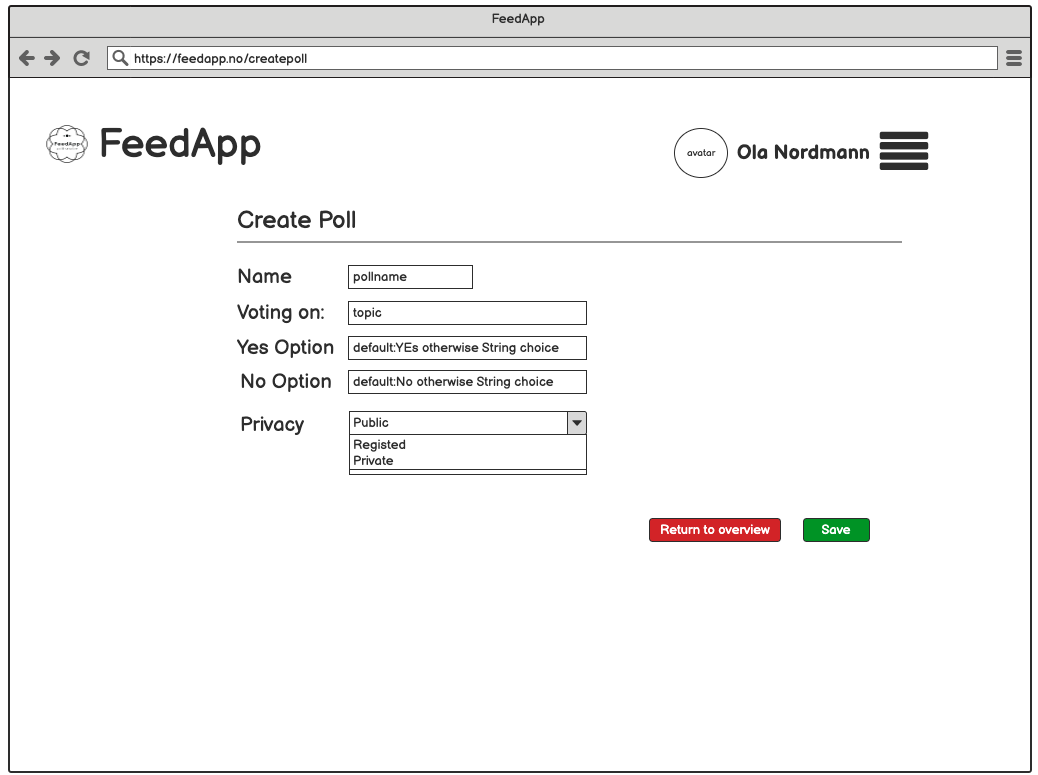 FeedApp
https://feedapp.no/createpoll
FeedApp
FeedApp
avatar
Ola Nordmann
Create Poll
Name
pollname
Voting on:
topic
Yes Option
default:YEs otherwise String choice
No Option
default:No otherwise String choice
Privacy
Public
Registed
Private
Return to overview
Save